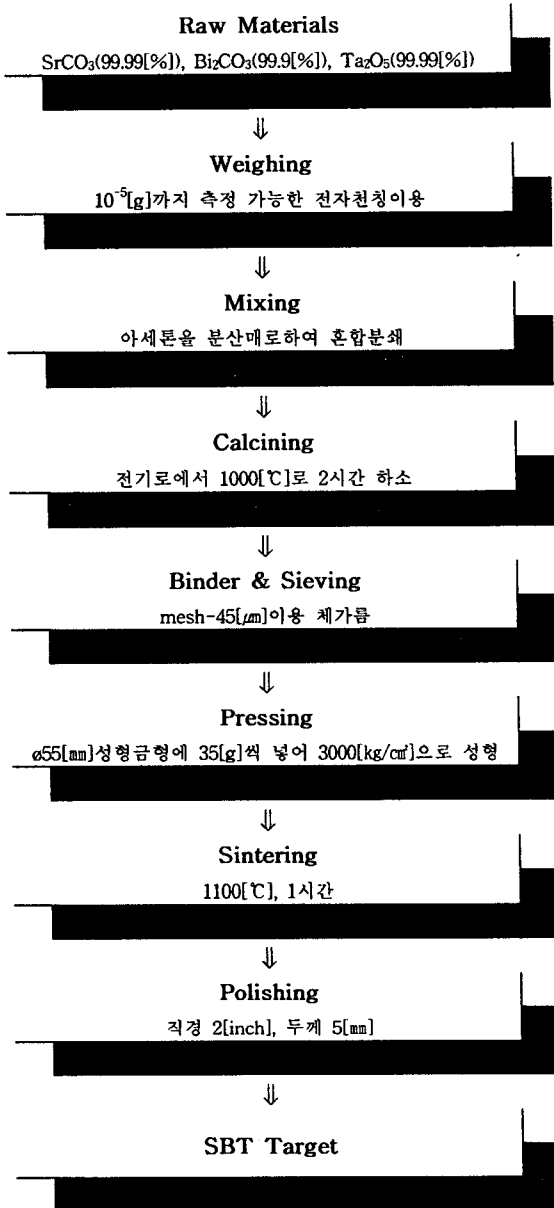 Raw Materials
SrCO₃(99.99[%]), Bi₂CO₃(99.9[%]), Ta₂O₅(99.99[%])
⇓
Weighing
10⁻⁵[g]까지 측정 가능한 전자천칭이용
⇓
Mixing
아세톤을 분산매로하여 혼합분쇄
⇓
Calcining
전기로에서 1000[℃]로 2시간 하소
⇓
Binder & Sieving
mesh-45[㎛]이용 체가름
⇓
Pressing
ø55[㎜]성형금형에 35[g]씩 넣어 3000[kg/㎠]으로 성형
⇓
Sintering
1100[℃], 1시간
⇓
Polishing
직경 2[inch], 두께 5[㎜]
⇓
SBT Target